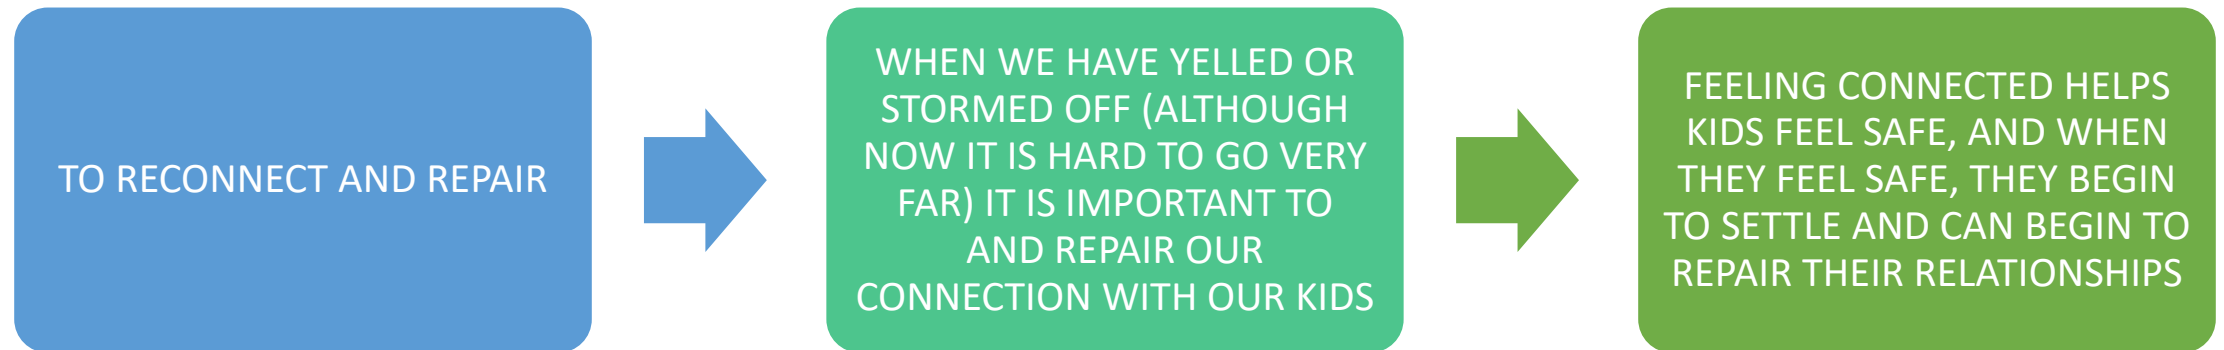 TO RECONNECT AND REPAIR
WHEN WE HAVE YELLED OR
STORMED OFF (ALTHOUGH
NOW IT IS HARD TO GO VERY
FAR) IT IS IMPORTANT TO
AND REPAIR OUR
CONNECTION WITH OUR KIDS
FEELING CONNECTED HELPS
KIDS FEEL SAFE, AND WHEN
THEY FEEL SAFE, THEY BEGIN
TO SETTLE AND CAN BEGIN TO
REPAIR THEIR RELATIONSHIPS